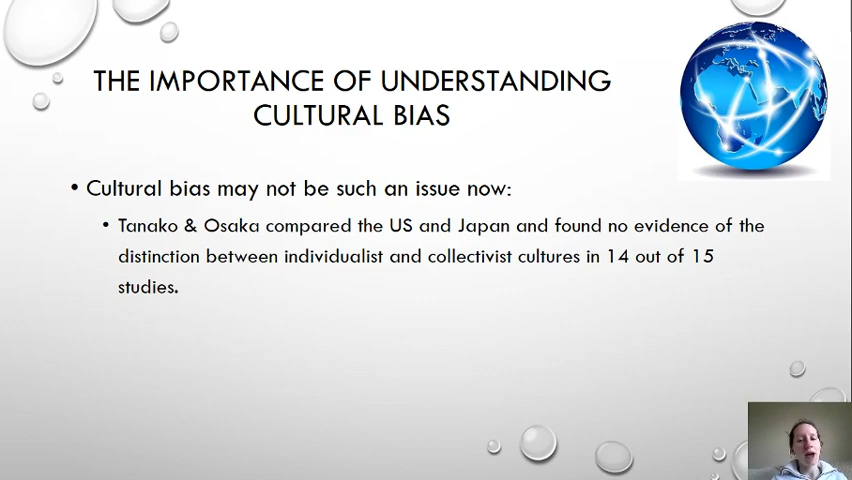 THE IMPORTANCE OF UNDERSTANDING
CULTURAL BIAS
• Cultural bias may not be such an issue now:
• Tanako & Osaka compared the US and Japan and found no evidence of the
distinction between individualist and collectivist cultures in 14 out of 15
studies.